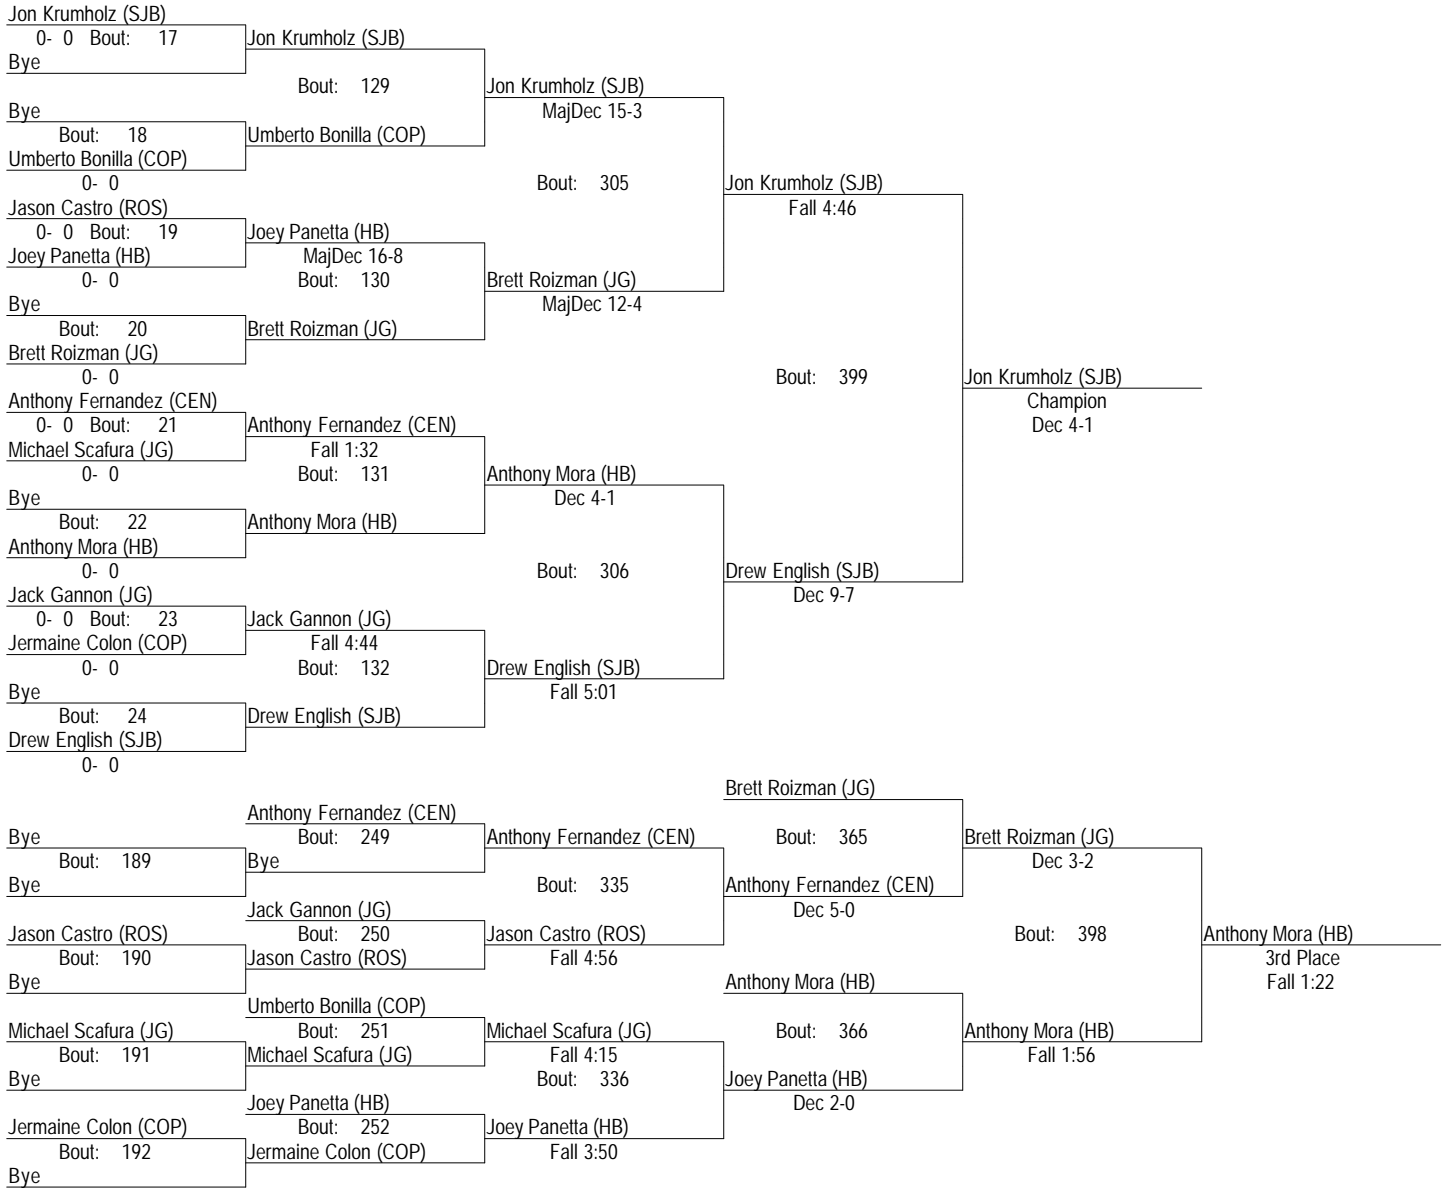 Jon Krumholz (SJB)
0- 0 Bout: 17
Jon Krumholz (SJB)
Bye
Bout: 129
Jon Krumholz (SJB)
Bye
MajDec 15-3
Bout: 18
Umberto Bonilla (COP)
Umberto Bonilla (COP)
0- 0
Bout: 305
Jon Krumholz (SJB)
Jason Castro (ROS)
Fall 4:46
0- 0 Bout: 19
Joey Panetta (HB)
Joey Panetta (HB)
MajDec 16-8
0- 0
Bout: 130
Brett Roizman (JG)
Bye
MajDec 12-4
Bout: 20
Brett Roizman (JG)
Brett Roizman (JG)
0- 0
Bout: 399
Jon Krumholz (SJB)
Anthony Fernandez (CEN)
Champion
0- 0 Bout: 21
Anthony Fernandez (CEN)
Dec 4-1
Michael Scafura (JG)
Fall 1:32
0- 0
Bout: 131
Anthony Mora (HB)
Bye
Dec 4-1
Bout: 22
Anthony Mora (HB)
Anthony Mora (HB)
0- 0
Bout: 306
Drew English (SJB)
Jack Gannon (JG)
Dec 9-7
0- 0 Bout: 23
Jack Gannon (JG)
Jermaine Colon (COP)
Fall 4:44
0- 0
Bout: 132
Drew English (SJB)
Bye
Fall 5:01
Bout: 24
Drew English (SJB)
Drew English (SJB)
0- 0
Brett Roizman (JG)
Anthony Fernandez (CEN)
Bye
Bout: 249
Anthony Fernandez (CEN)
Bout: 365
Brett Roizman (JG)
Bout: 189
Bye
Dec 3-2
Bye
Bout: 335
Anthony Fernandez (CEN)
Jack Gannon (JG)
Dec 5-0
Jason Castro (ROS)
Bout: 250
Jason Castro (ROS)
Bout: 398
Anthony Mora (HB)
Bout: 190
Jason Castro (ROS)
Fall 4:56
3rd Place
Bye
Anthony Mora (HB)
Fall 1:22
Umberto Bonilla (COP)
Michael Scafura (JG)
Bout: 251
Michael Scafura (JG)
Bout: 366
Anthony Mora (HB)
Bout: 191
Michael Scafura (JG)
Fall 4:15
Fall 1:56
Bye
Bout: 336
Joey Panetta (HB)
Joey Panetta (HB)
Dec 2-0
Jermaine Colon (COP)
Bout: 252
Joey Panetta (HB)
Bout: 192
Jermaine Colon (COP)
Fall 3:50
Bye